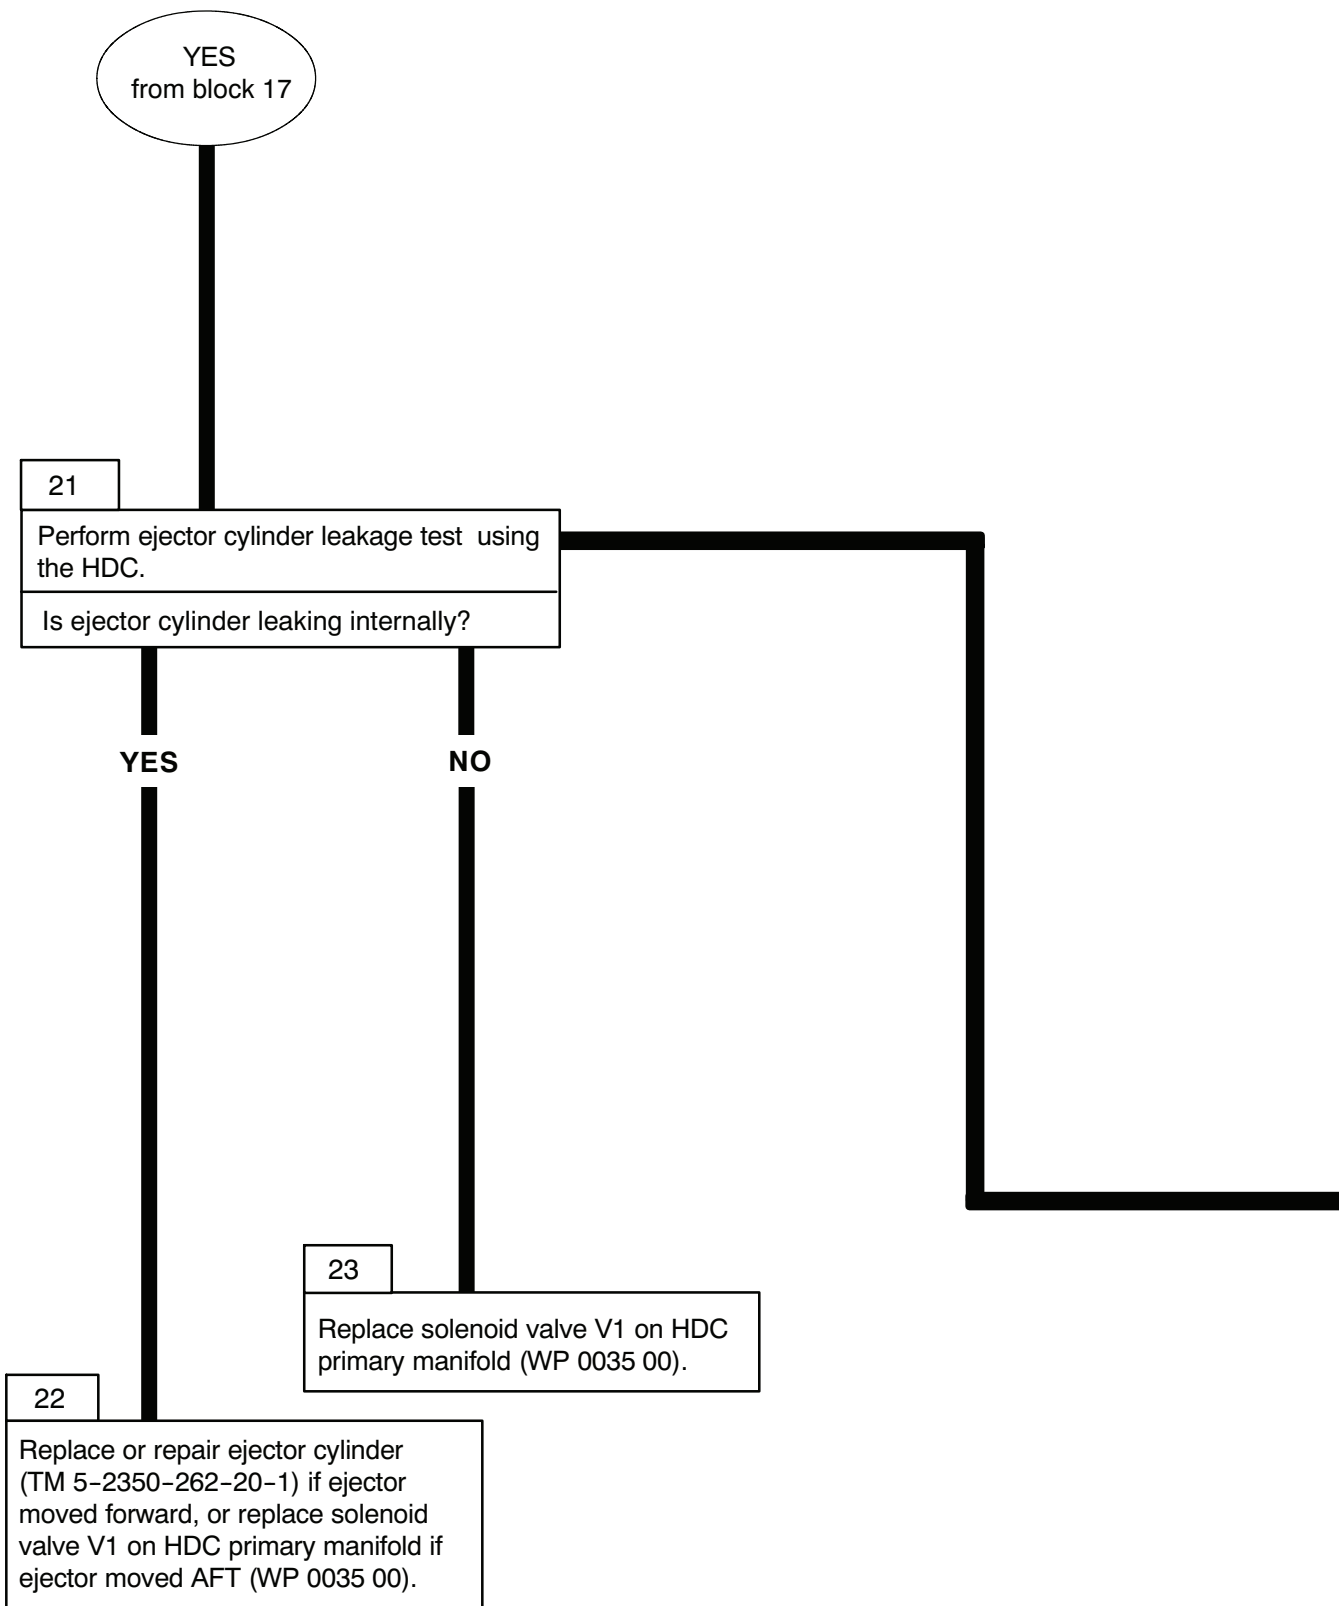 YES
from block 17
21
Perform ejector cylinder leakage test using
the HDC.
Is ejector cylinder leaking internally?
YES
NO
23
Replace solenoid valve V1 on HDC
primary manifold (WP 0035 00).
22
Replace or repair ejector cylinder
(TM 5-2350-262-20-1) if ejector
moved forward, or replace solenoid
valve V1 on HDC primary manifold if
ejector moved AFT (WP 0035 00).